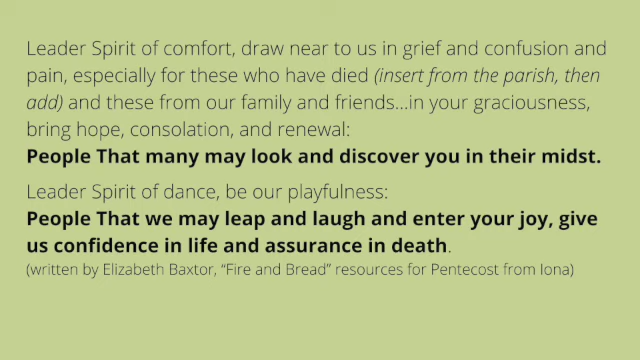 Leader Spirit of comfort, draw near to us in grief and confusion and
pain, especially for these who have died (insert from the parish, then
add) and these from our family and friends...in your graciousness,
bring hope, consolation, and renewal:
People That many may look and discover you in their midst.
Leader Spirit of dance, be our playfulness:
People That we may leap and laugh and enter your joy, give
us confidence in life and assurance in death.
(written by Elizabeth Baxtor, “Fire and Bread” resources for Pentecost from Iona)